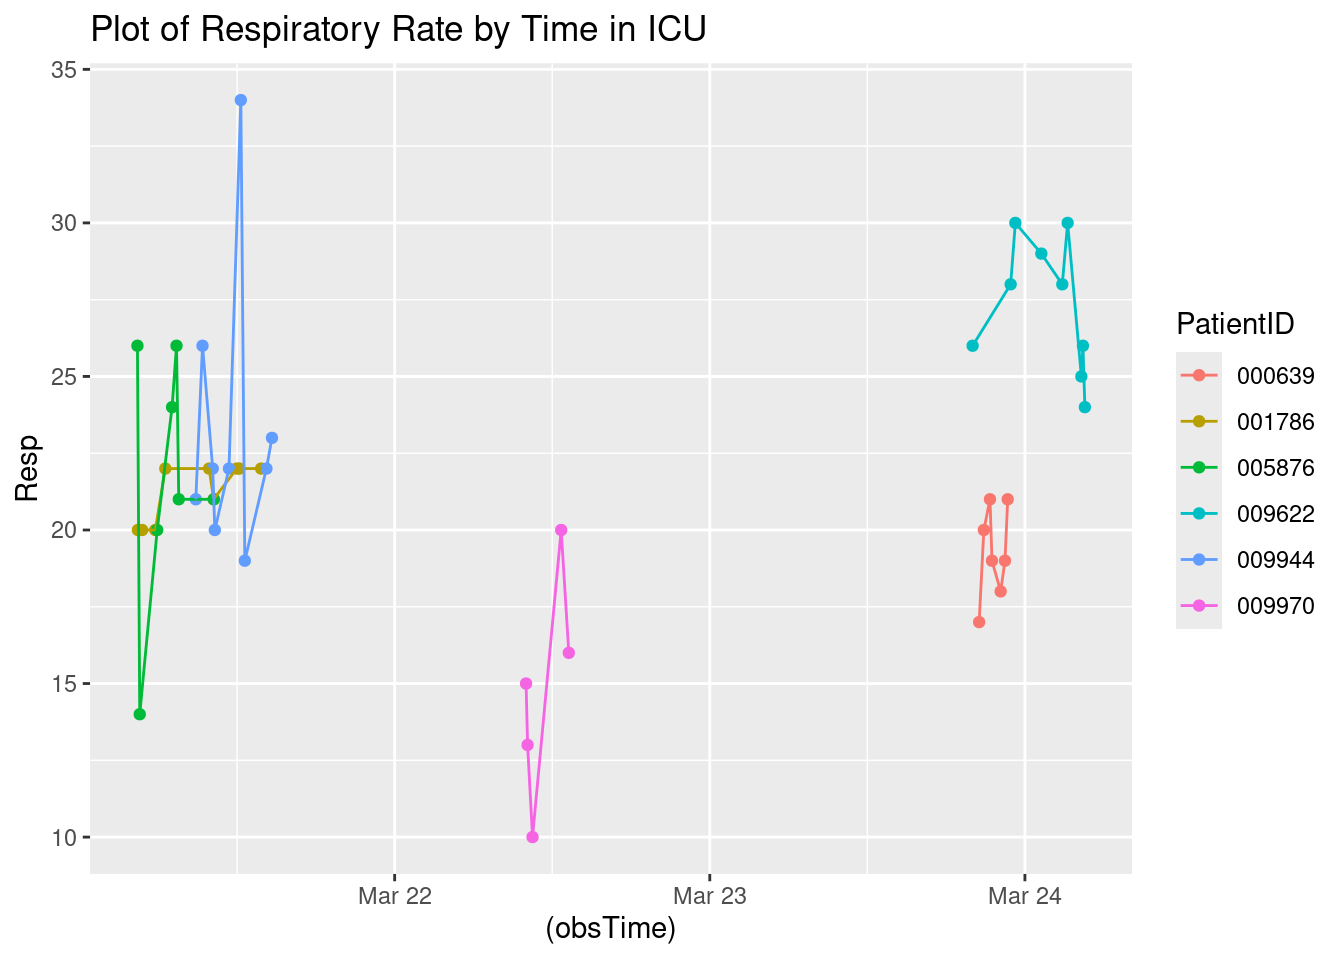 Plot of Respiratory Rate by Time in ICU
35
30
25
20
15
10
Resp
Mar 22
Mar 23
Mar 24
(obsTime)
PatientID
000639
001786
005876
009622
009944
009970